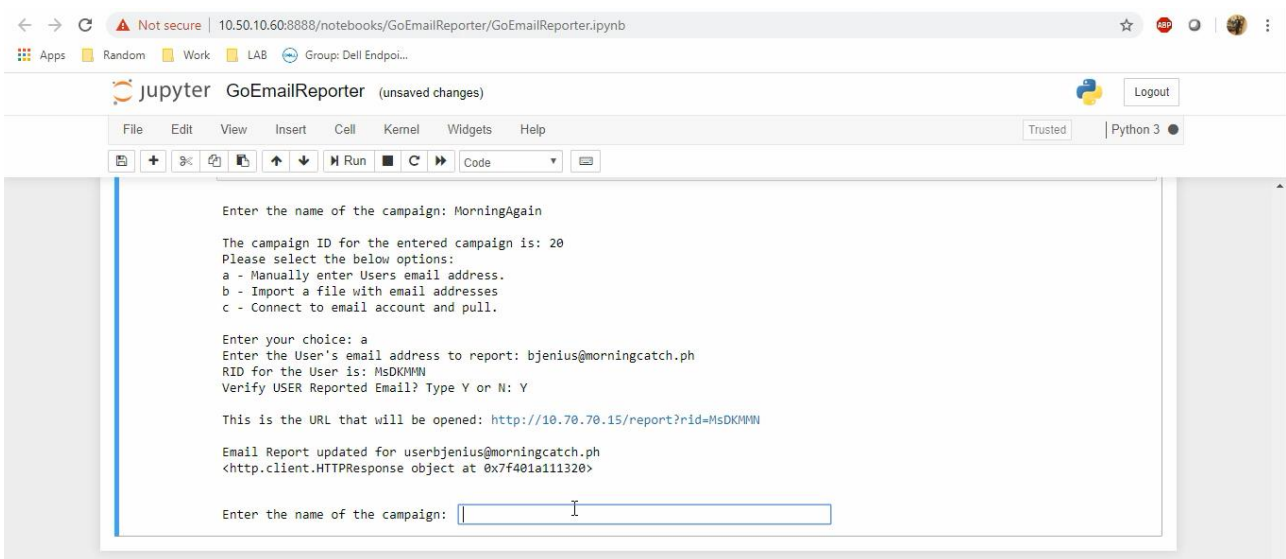 Not secure | 10.50.10.60:8888/notebooks/GoEmailReporter/GoEmailReporter.ipynb
ABP
Apps Random Work LAB Group: Dell Endpoi...
jupyter GoEmailReporter (unsaved changes)
Logout
File Edit View Insert Cell Kernel Widgets Help
Trusted | Python 3
Run Code
Enter the name of the campaign: MorningAgain
The campaign ID for the entered campaign is: 20
Please select the below options:
a - Manually enter Users email address.
b - Import a file with email addresses
c - Connect to email account and pull.
Enter your choice: a
Enter the User's email address to report: bjenius@morningcatch.ph
RID for the User is: MsDKMMN
Verify USER Reported Email? Type Y or N: Y
This is the URL that will be opened: http://10.70.70.15/report?rid=MsDKMMN
Email Report updated for userbjenius@morningcatch.ph
<http.client.HTTPResponse object at 0x7f401a111320>
Enter the name of the campaign: